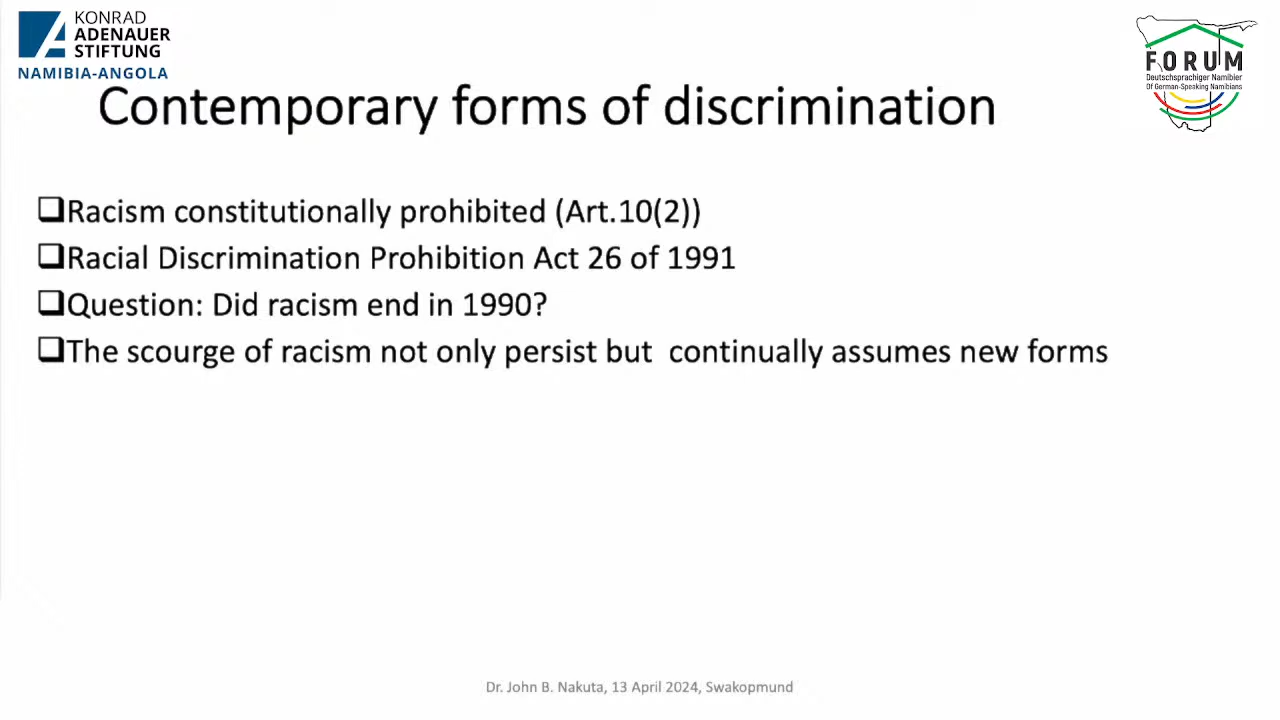 KONRAD
ADENAUER
STIFTUNG
NAMIBIA-ANGOLA
FORUM
Deutschsprachiger Namibier
Of German-Speaking Namibians
Contemporary forms of discrimination
Racism constitutionally prohibited (Art.10(2))
Racial Discrimination Prohibition Act 26 of 1991
Question: Did racism end in 1990?
The scourge of racism not only persist but  continually assumes new forms
Dr. John B. Nakuta, 13 April 2024, Swakopmund